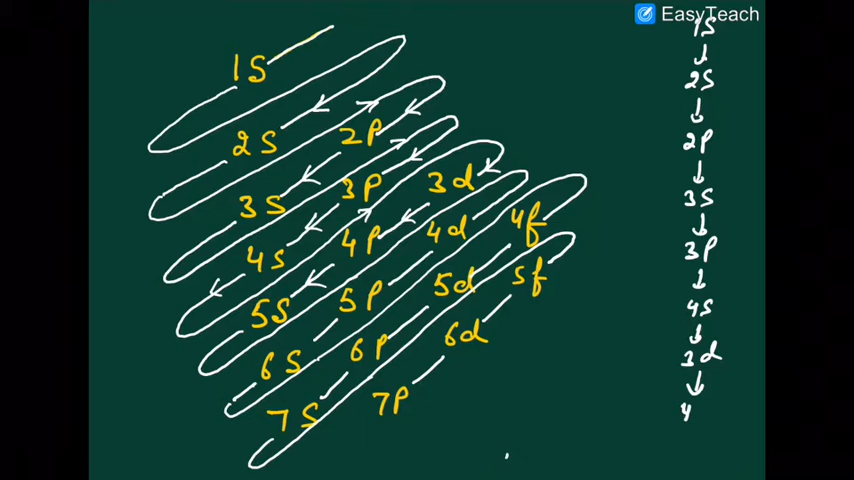 EasyTeach
1S
2S 2P
3S 3P 3d
4S 4P 4d 4f
5S 5P 5d 5f
6S 6P 6d
7S 7P
1S
2S
2P
3S
3P
4S
3d
4